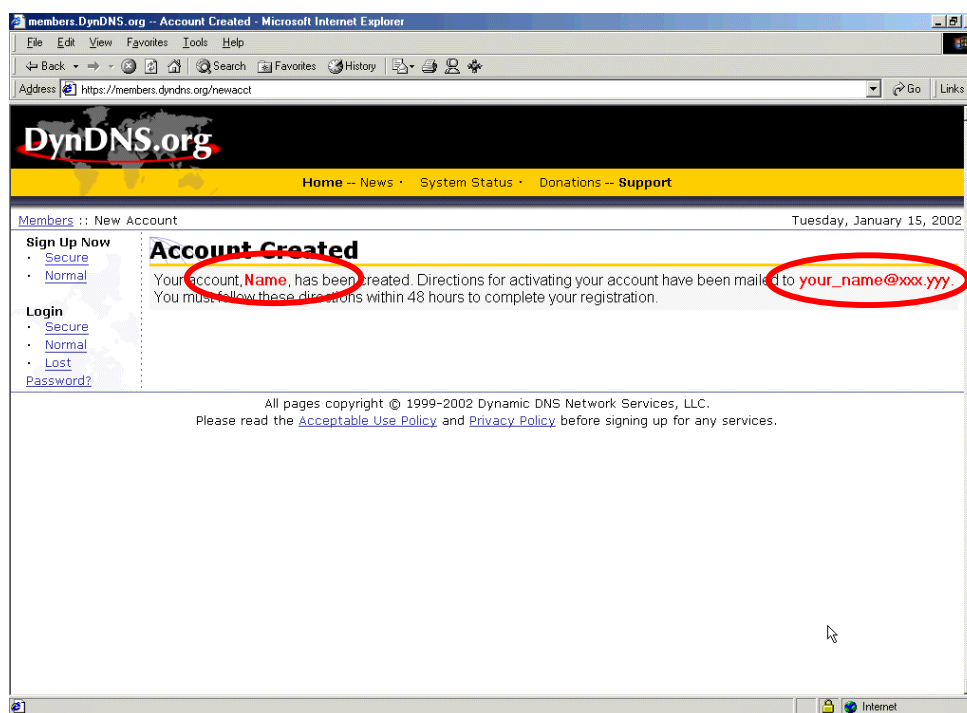 members.DynDNS.org -- Account Created - Microsoft Internet Explorer
File Edit View Favorites Tools Help
Back Search Favorites History
Address https://members.dyndns.org/newacct Go Links
DynDNS.org
Home -- News · System Status · Donations -- Support
Members :: New Account Tuesday, January 15, 2002
Sign Up Now
· Secure
· Normal
Login
· Secure
· Normal
· Lost
Password?
Account Created
Your account, Name, has been created. Directions for activating your account have been mailed to your_name@xxx.yyy.
You must follow these directions within 48 hours to complete your registration.
All pages copyright © 1999-2002 Dynamic DNS Network Services, LLC.
Please read the Acceptable Use Policy and Privacy Policy before signing up for any services.
Internet